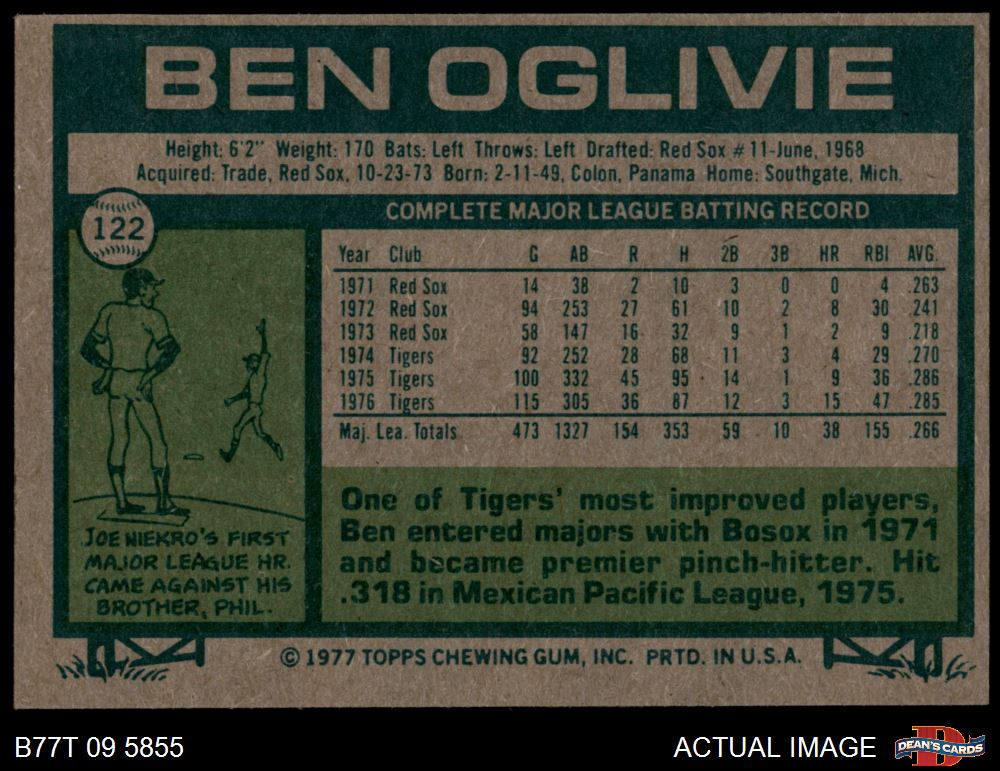 BEN OGLIVIE
Height: 6'2" Weight: 170 Bats: Left Throws: Left Drafted: Red Sox #11-June, 1968
Acquired: Trade, Red Sox, 10-23-73 Born: 2-11-49, Colon, Panama Home: Southgate, Mich.
122
COMPLETE MAJOR LEAGUE BATTING RECORD
Year Club G AB R H 2B 3B HR RBI AVG.
1971 Red Sox 14 38 2 10 3 0 0 4 .263
1972 Red Sox 94 253 27 61 10 2 8 30 .241
1973 Red Sox 58 147 16 32 9 1 2 9 .218
1974 Tigers 92 252 28 68 11 3 4 29 .270
1975 Tigers 100 332 45 95 14 1 9 36 .286
1976 Tigers 115 305 36 87 12 3 15 47 .285
Maj. Lea. Totals 473 1327 154 353 59 10 38 155 .266
JOE NIEKRO'S FIRST
MAJOR LEAGUE HR.
CAME AGAINST HIS
BROTHER, PHIL.
One of Tigers' most improved players,
Ben entered majors with Bosox in 1971
and became premier pinch-hitter. Hit
.318 in Mexican Pacific League, 1975.
© 1977 TOPPS CHEWING GUM, INC. PRTD. IN U.S.A.
B77T 09 5855
ACTUAL IMAGE
DEAN'S CARDS